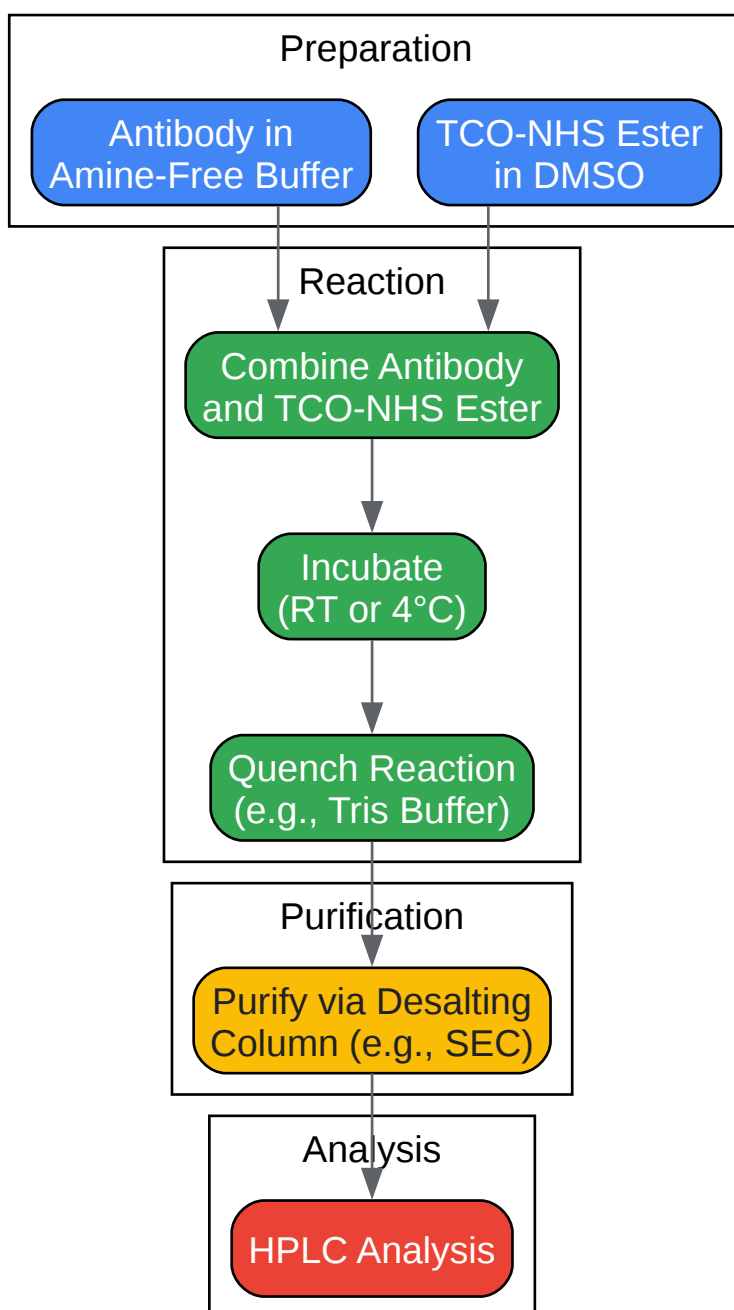 Preparation
Antibody in
Amine-Free Buffer
TCO-NHS Ester
in DMSO
Reaction
Combine Antibody
and TCO-NHS Ester
Incubate
(RT or 4°C)
Quench Reaction
(e.g., Tris Buffer)
Purification
Purify via Desalting
Column (e.g., SEC)
Analysis
HPLC Analysis